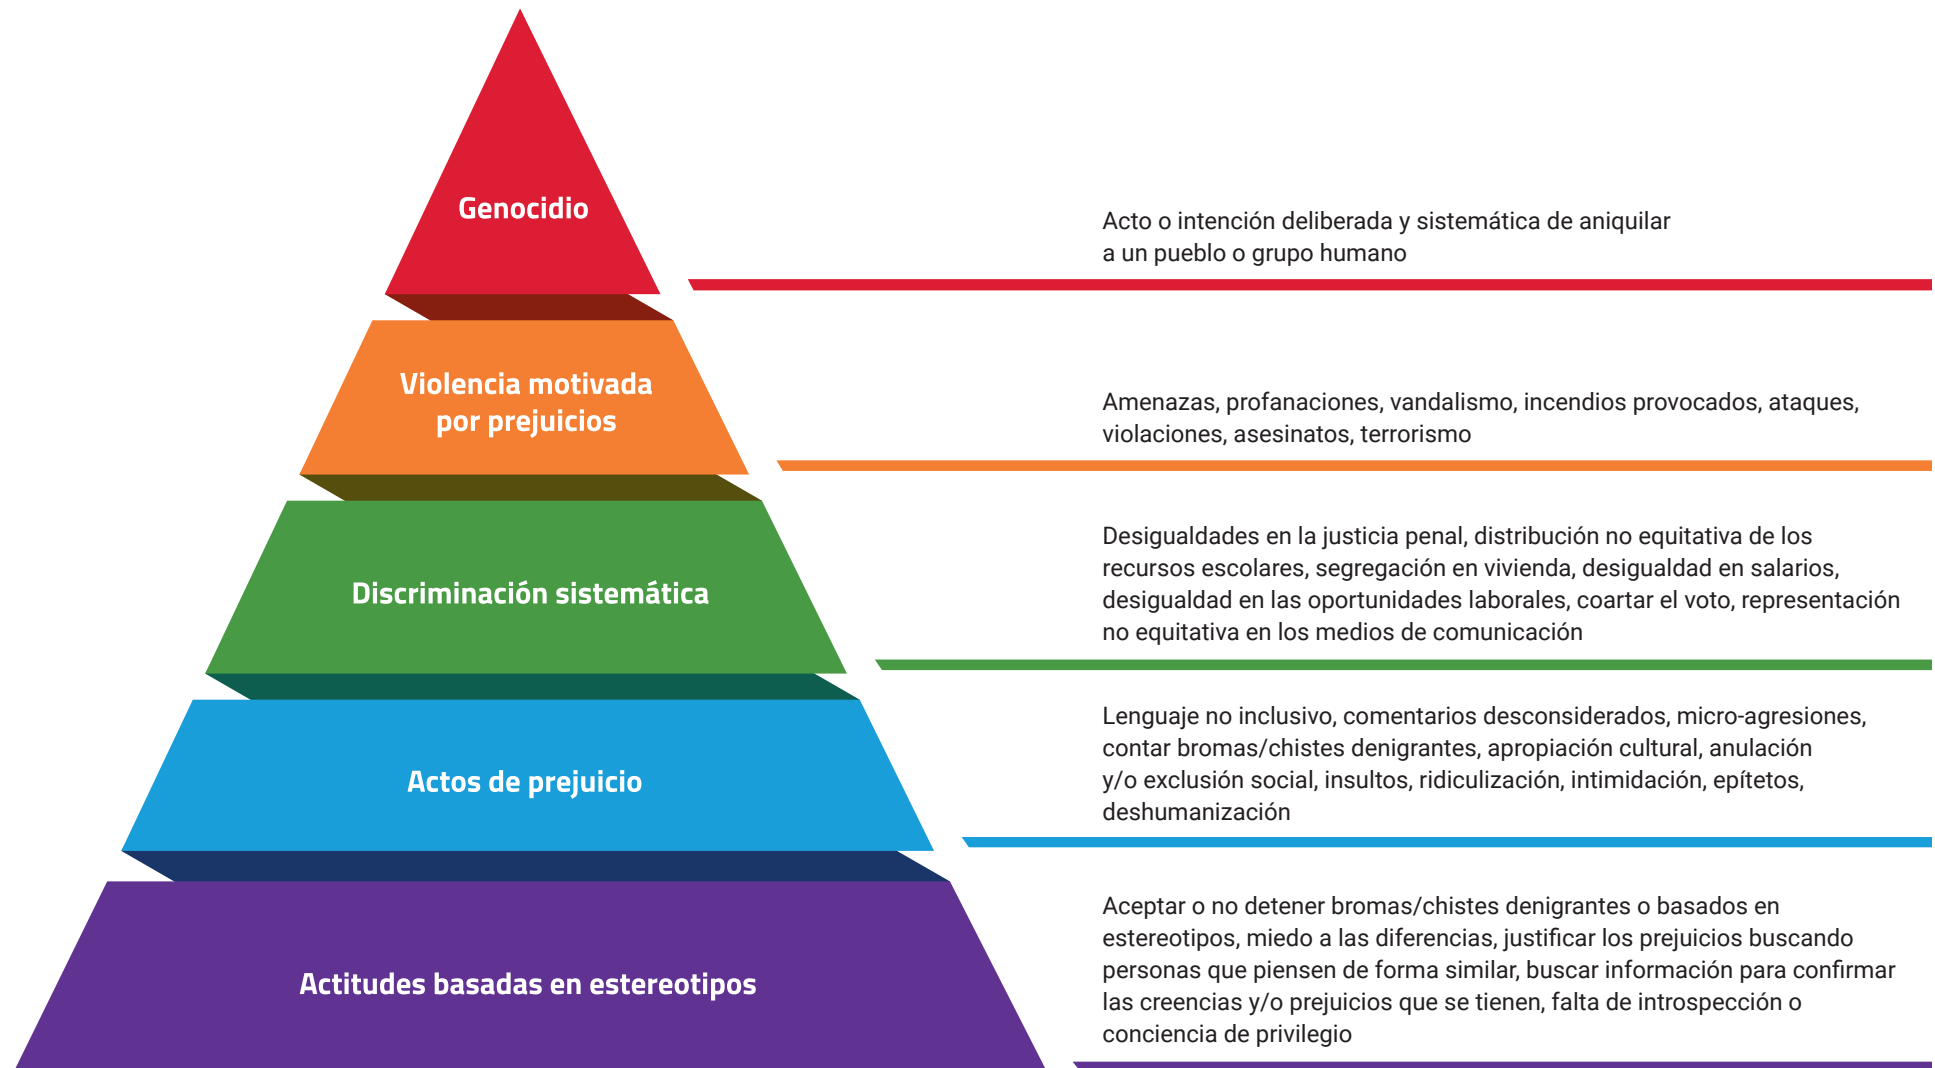 Genocidio
Acto o intención deliberada y sistemática de aniquilar
a un pueblo o grupo humano
Violencia motivada
por prejuicios
Amenazas, profanaciones, vandalismo, incendios provocados, ataques,
violaciones, asesinatos, terrorismo
Discriminación sistemática
Desigualdades en la justicia penal, distribución no equitativa de los
recursos escolares, segregación en vivienda, desigualdad en salarios,
desigualdad en las oportunidades laborales, coartar el voto, representación
no equitativa en los medios de comunicación
Actos de prejuicio
Lenguaje no inclusivo, comentarios desconsiderados, micro-agresiones,
contar bromas/chistes denigrantes, apropiación cultural, anulación
y/o exclusión social, insultos, ridiculización, intimidación, epítetos,
deshumanización
Actitudes basadas en estereotipos
Aceptar o no detener bromas/chistes denigrantes o basados en
estereotipos, miedo a las diferencias, justificar los prejuicios buscando
personas que piensen de forma similar, buscar información para confirmar
las creencias y/o prejuicios que se tienen, falta de introspección o
conciencia de privilegio